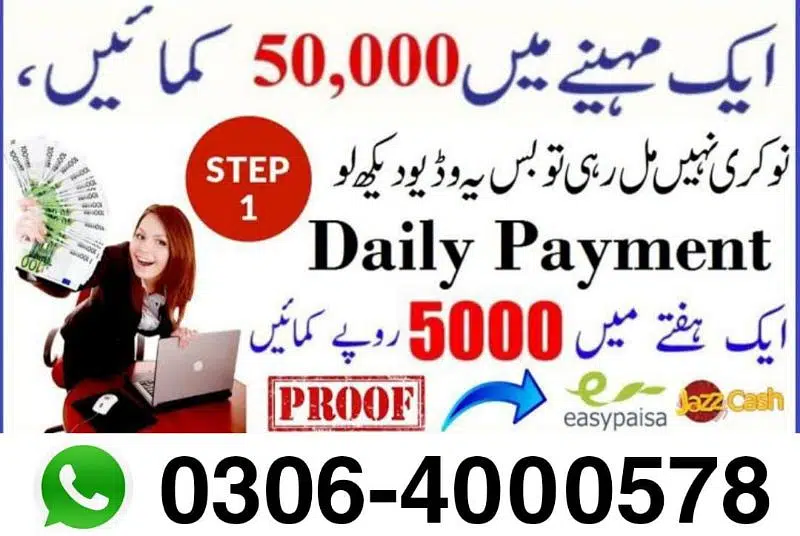 ایک مہینے میں 50,000 کمائیں،
STEP 1
نوکری نہیں مل رہی تو بس یہ وڈیو دیکھ لو
Daily Payment
ایک ہفتے میں 5000 روپے کمائیں
PROOF
easypaisa
JazzCash
0306-4000578